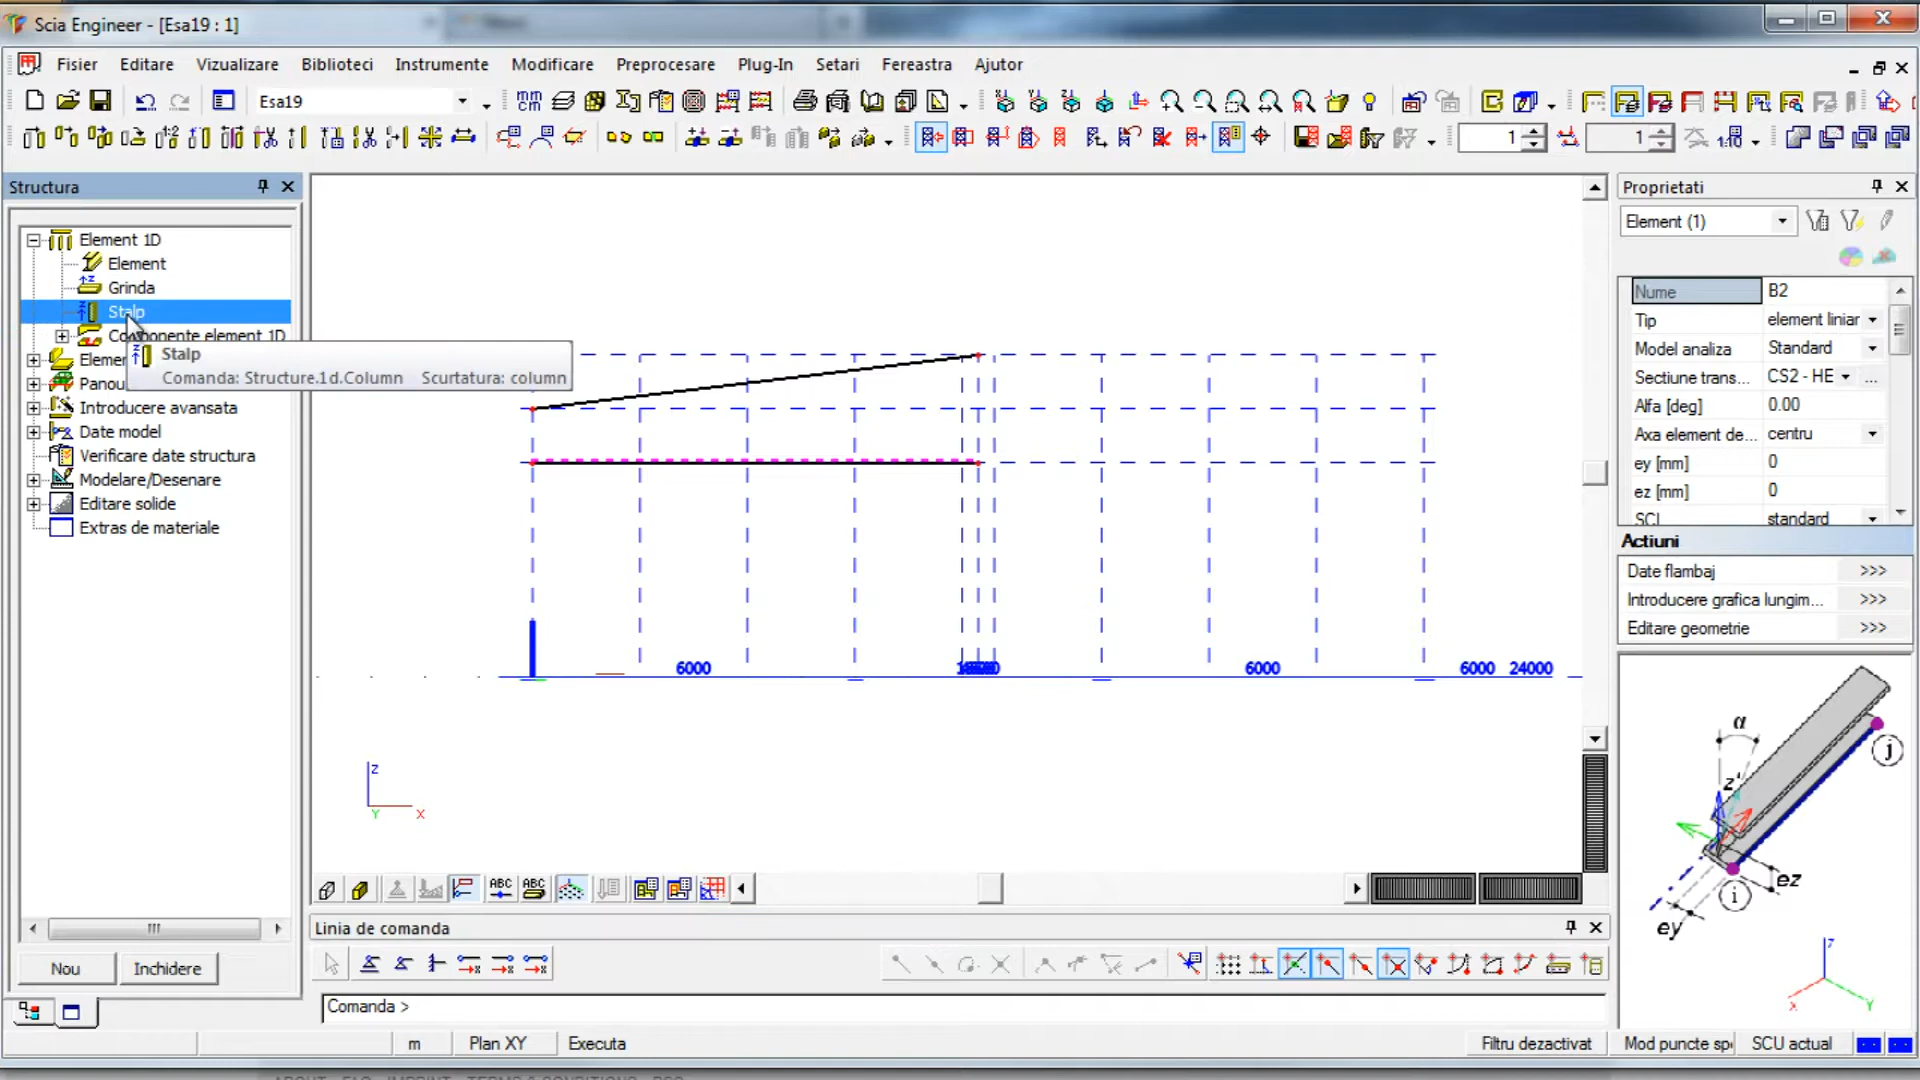 Scia Engineer - [Esa19 : 1]
Fisier Editare Vizualizare Biblioteci Instrumente Modificare Preprocesare Plug-In Setari Fereastra Ajutor
Esa19
1 1
Structura
Element 1D
Element
Grinda
Stalp
Componente element 1D
Panou
Introducere avansata
Date model
Verificare date structura
Modelare/Desenare
Editare solide
Extras de materiale
Stalp
Comanda: Structure.1d.Column Scurtatura: column
6000 6000 6000 24000
Z
Y X
Nou Inchidere
ABC ABC
Linia de comanda
Comanda >
m Plan XY Executa Filtru dezactivat Mod puncte SCU actual
Proprietati
Element (1)
Nume B2
Tip element liniar
Model analiza Standard
Sectiune trans... CS2 - HE ...
Alfa [deg] 0.00
Axa element de... centru
ey [mm] 0
ez [mm] 0
SCL standard
Actiuni
Date flambaj >>>
Introducere grafica lungim... >>>
Editare geometrie >>>
α
j
z'
ez
i
ey
z
x Y